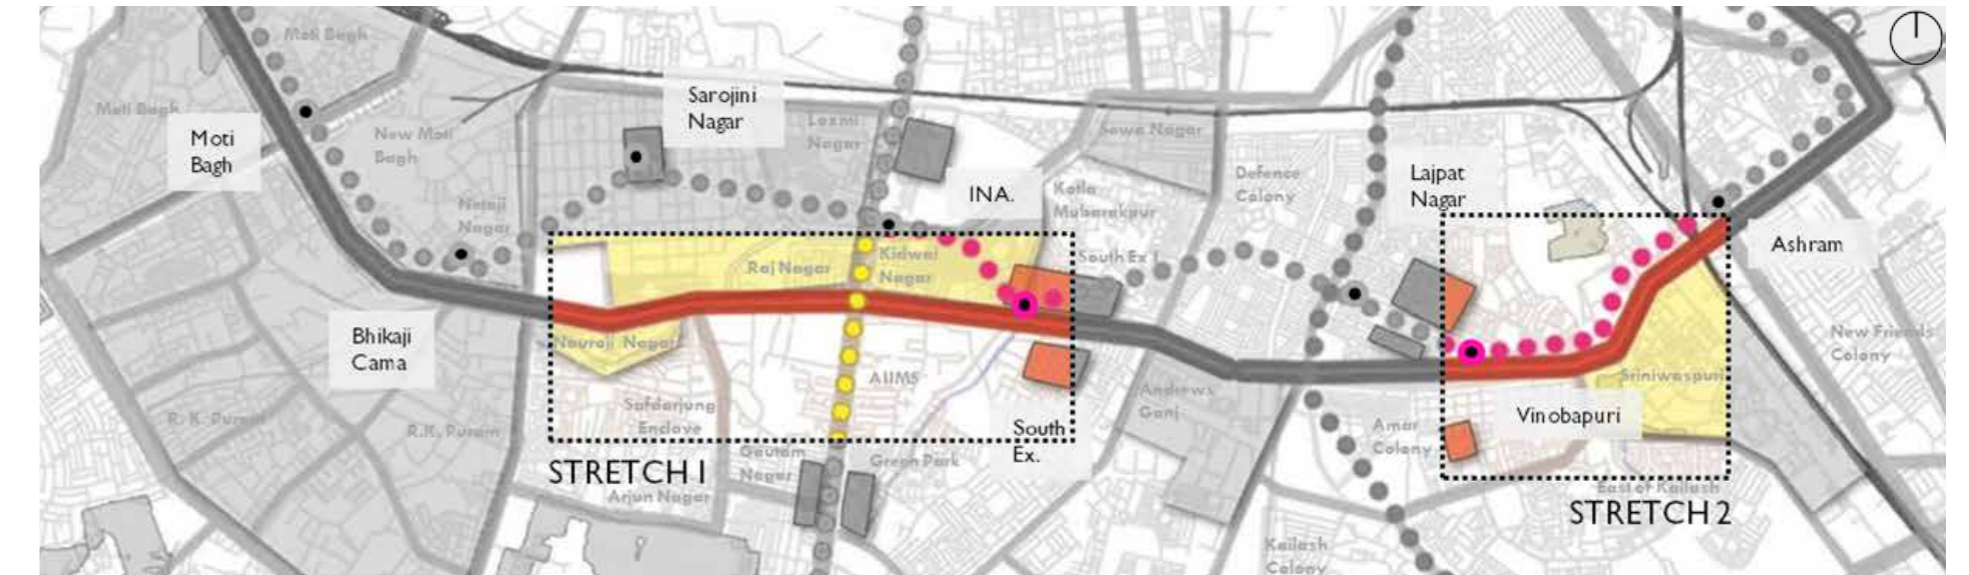 Moti Bagh
Moti Bagh
Moti
Bagh
New Moti
Bagh
Sarojini
Nagar
Laxmi
Nagar
INA.
Sewa Nagar
Kotla
Mubarakpur
Defence
Colony
Lajpat
Nagar
Ashram
Netaji
Nagar
Raj Nagar
Kidwai
Nagar
South Ex 1
Bhikaji
Cama
Nauroji Nagar
AIIMS
Safdarjung
Enclave
South
Ex.
Andrews
Ganj
Amar
Colony
Vinobapuri
Sriniwaspuri
New Friends
Colony
R. K. Puram
R.K. Puram
STRETCH 1
Gautam
Nagar
Green Park
Arjun Nagar
East of Kailash
STRETCH 2
Kailash
Colony